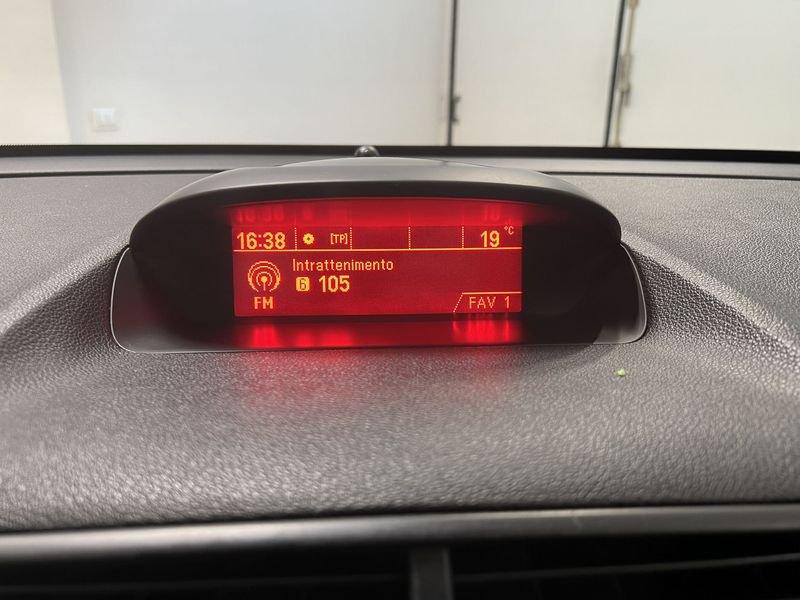 16:38 [TP] 19 °C
Intrattenimento
6 105
FM
FAV 1